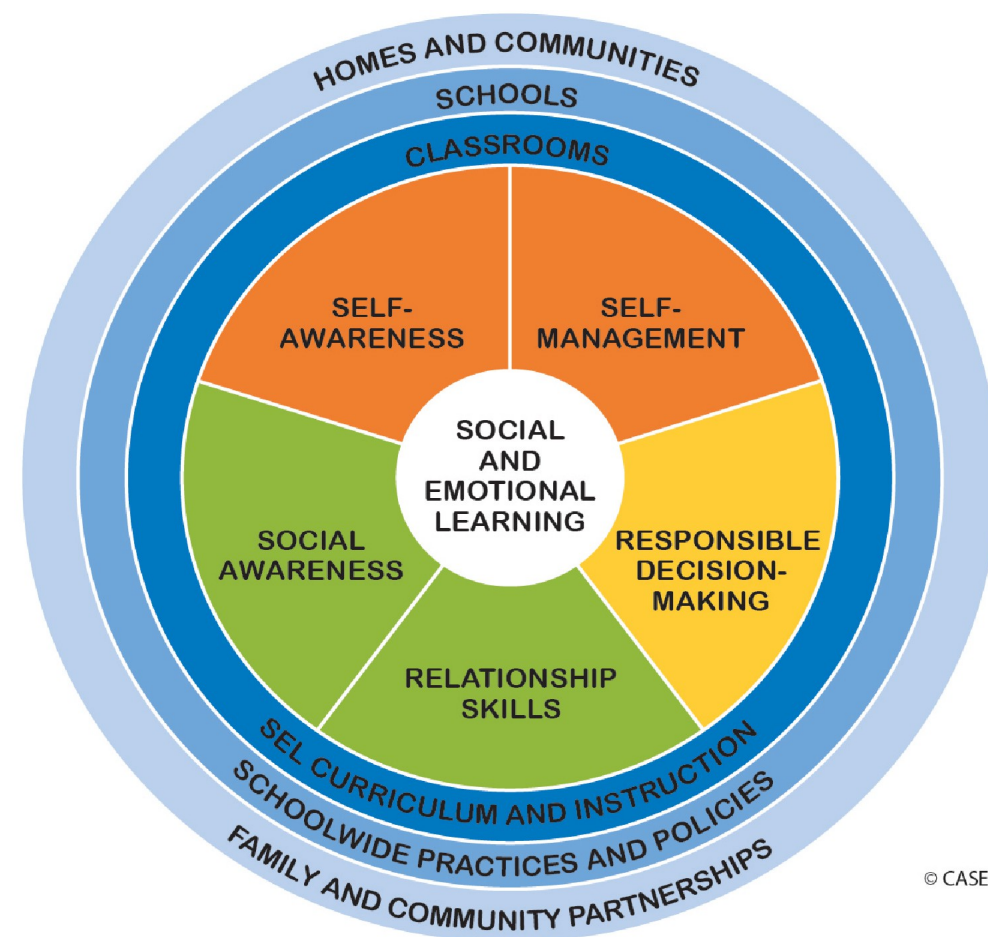 HOMES AND COMMUNITIES
SCHOOLS
CLASSROOMS
SELF-
AWARENESS
SELF-
MANAGEMENT
SOCIAL
AND
EMOTIONAL
LEARNING
SOCIAL
AWARENESS
RESPONSIBLE
DECISION-
MAKING
RELATIONSHIP
SKILLS
SEL CURRICULUM AND INSTRUCTION
SCHOOLWIDE PRACTICES AND POLICIES
FAMILY AND COMMUNITY PARTNERSHIPS
© CASE